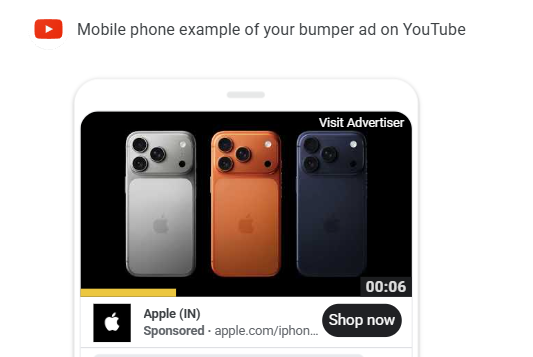 Mobile phone example of your bumper ad on YouTube
Visit Advertiser
00:06
Apple (IN)
Sponsored · apple.com/iphon...
Shop now